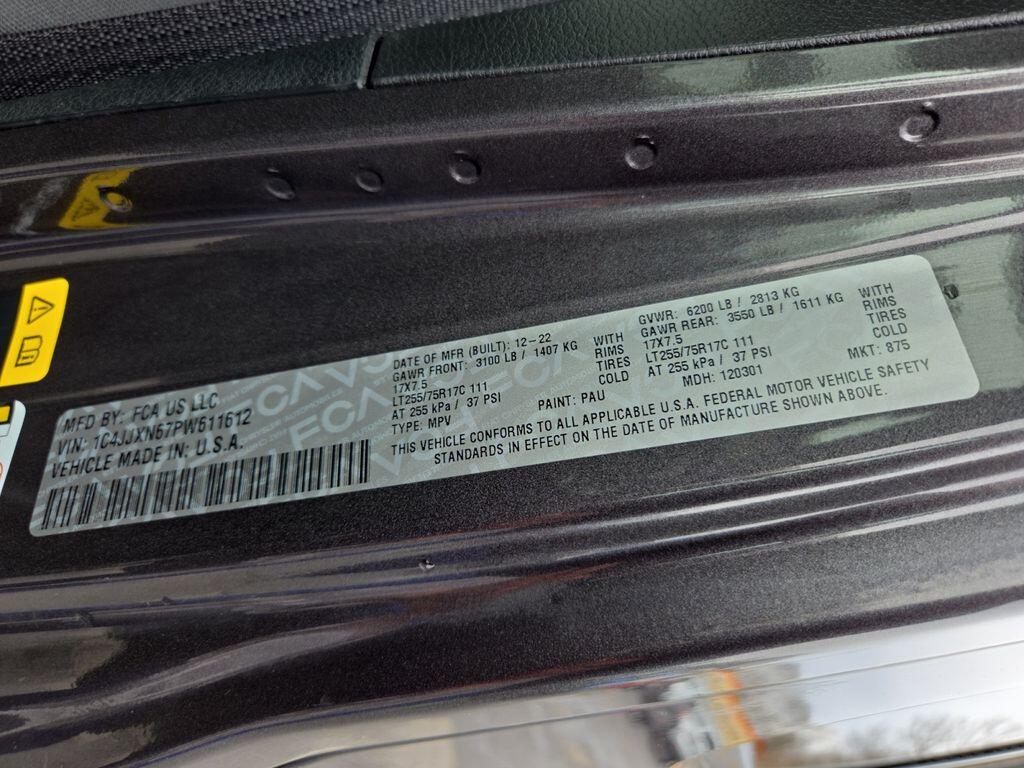 MFD BY: FCA US LLC
VIN: 1C4JJXN67PW611612
VEHICLE MADE IN: U.S.A.
DATE OF MFR (BUILT): 12-22
GAWR FRONT: 3100 LB / 1407 KG WITH
17X7.5 RIMS
LT255/75R17C 111 TIRES
AT 255 kPa / 37 PSI COLD
TYPE: MPV PAINT: PAU
GVWR: 6200 LB / 2813 KG
GAWR REAR: 3550 LB / 1611 KG WITH
17X7.5 RIMS
LT255/75R17C 111 TIRES
AT 255 kPa / 37 PSI COLD
MDH: 120301 MKT: 875
THIS VEHICLE CONFORMS TO ALL APPLICABLE U.S.A. FEDERAL MOTOR VEHICLE SAFETY
STANDARDS IN EFFECT ON THE DATE OF MANUFACTURE SHOWN ABOVE.